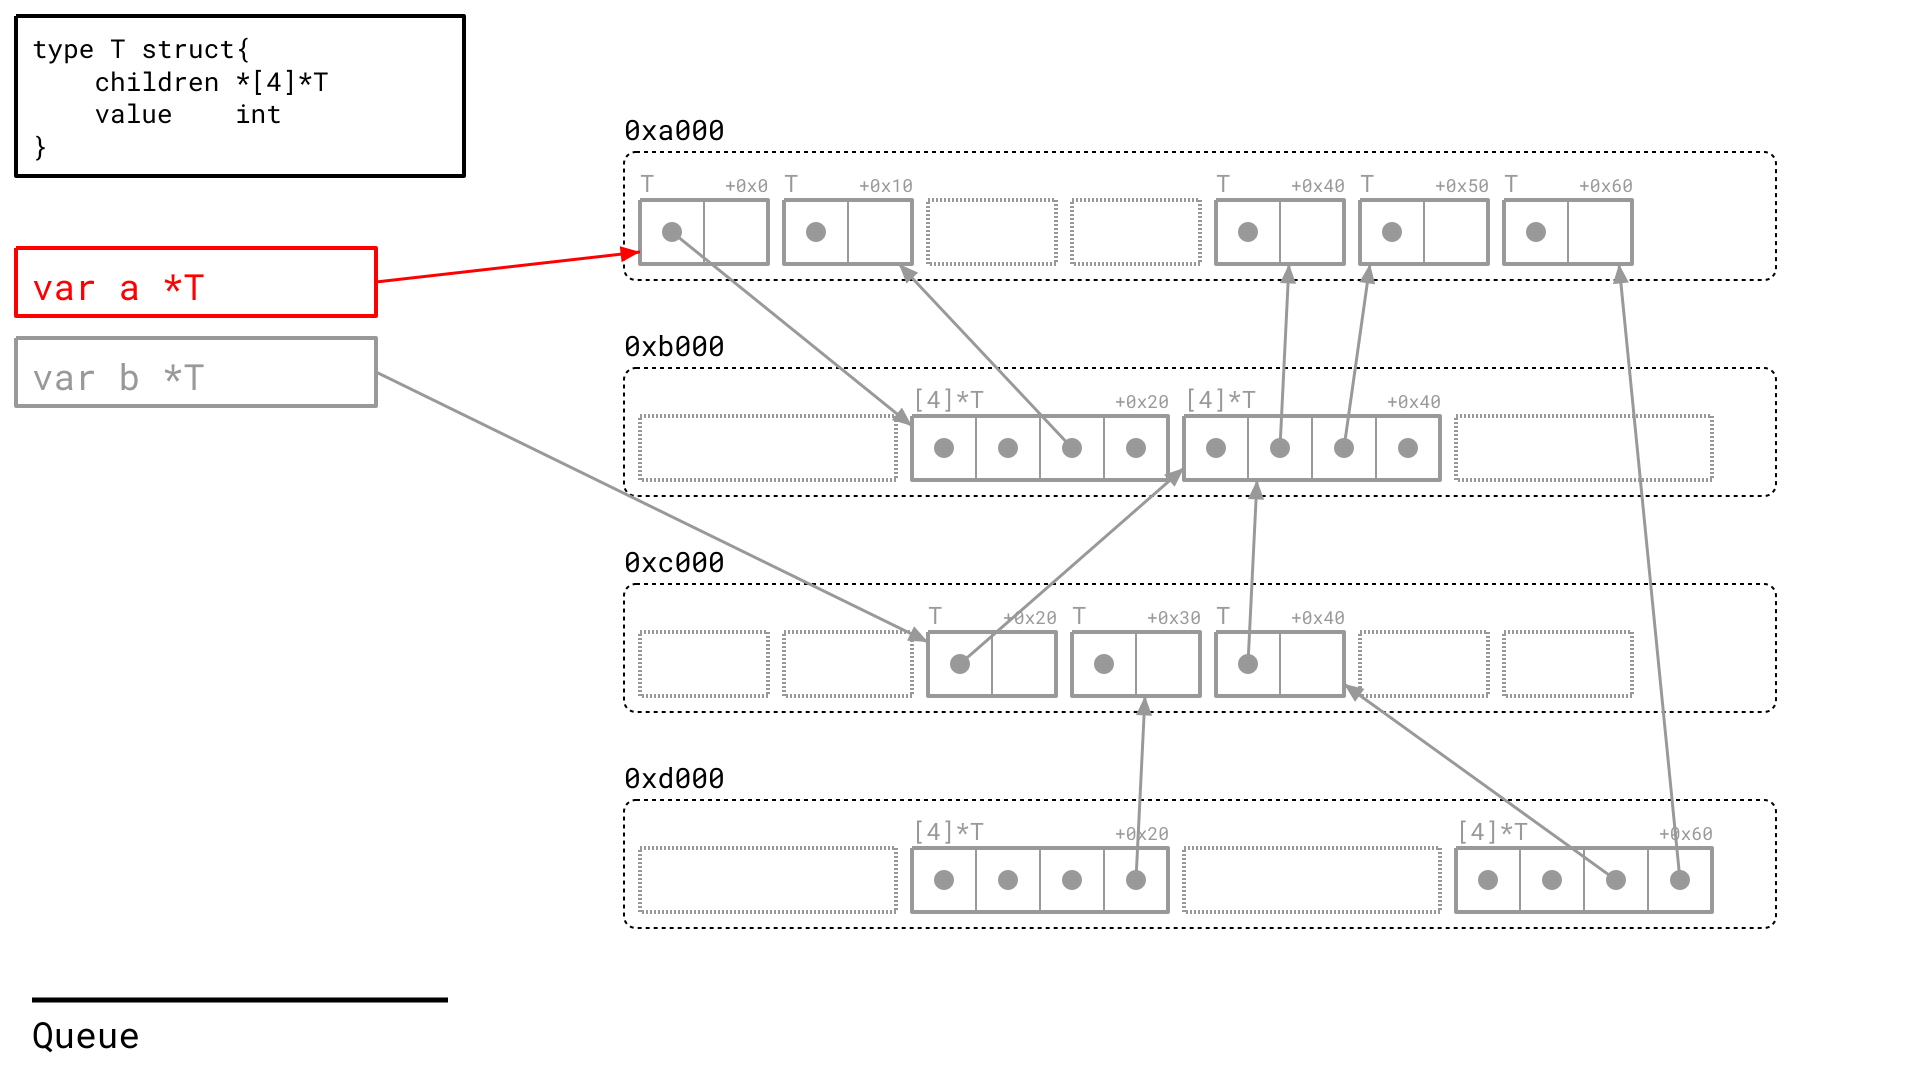 type T struct{
    children *[4]*T
    value    int
}
var a *T
var b *T
0xa000
T +0x0 T +0x10 T +0x40 T +0x50 T +0x60
0xb000
[4]*T +0x20 [4]*T +0x40
0xc000
T +0x20 T +0x30 T +0x40
0xd000
[4]*T +0x20 [4]*T +0x60
Queue